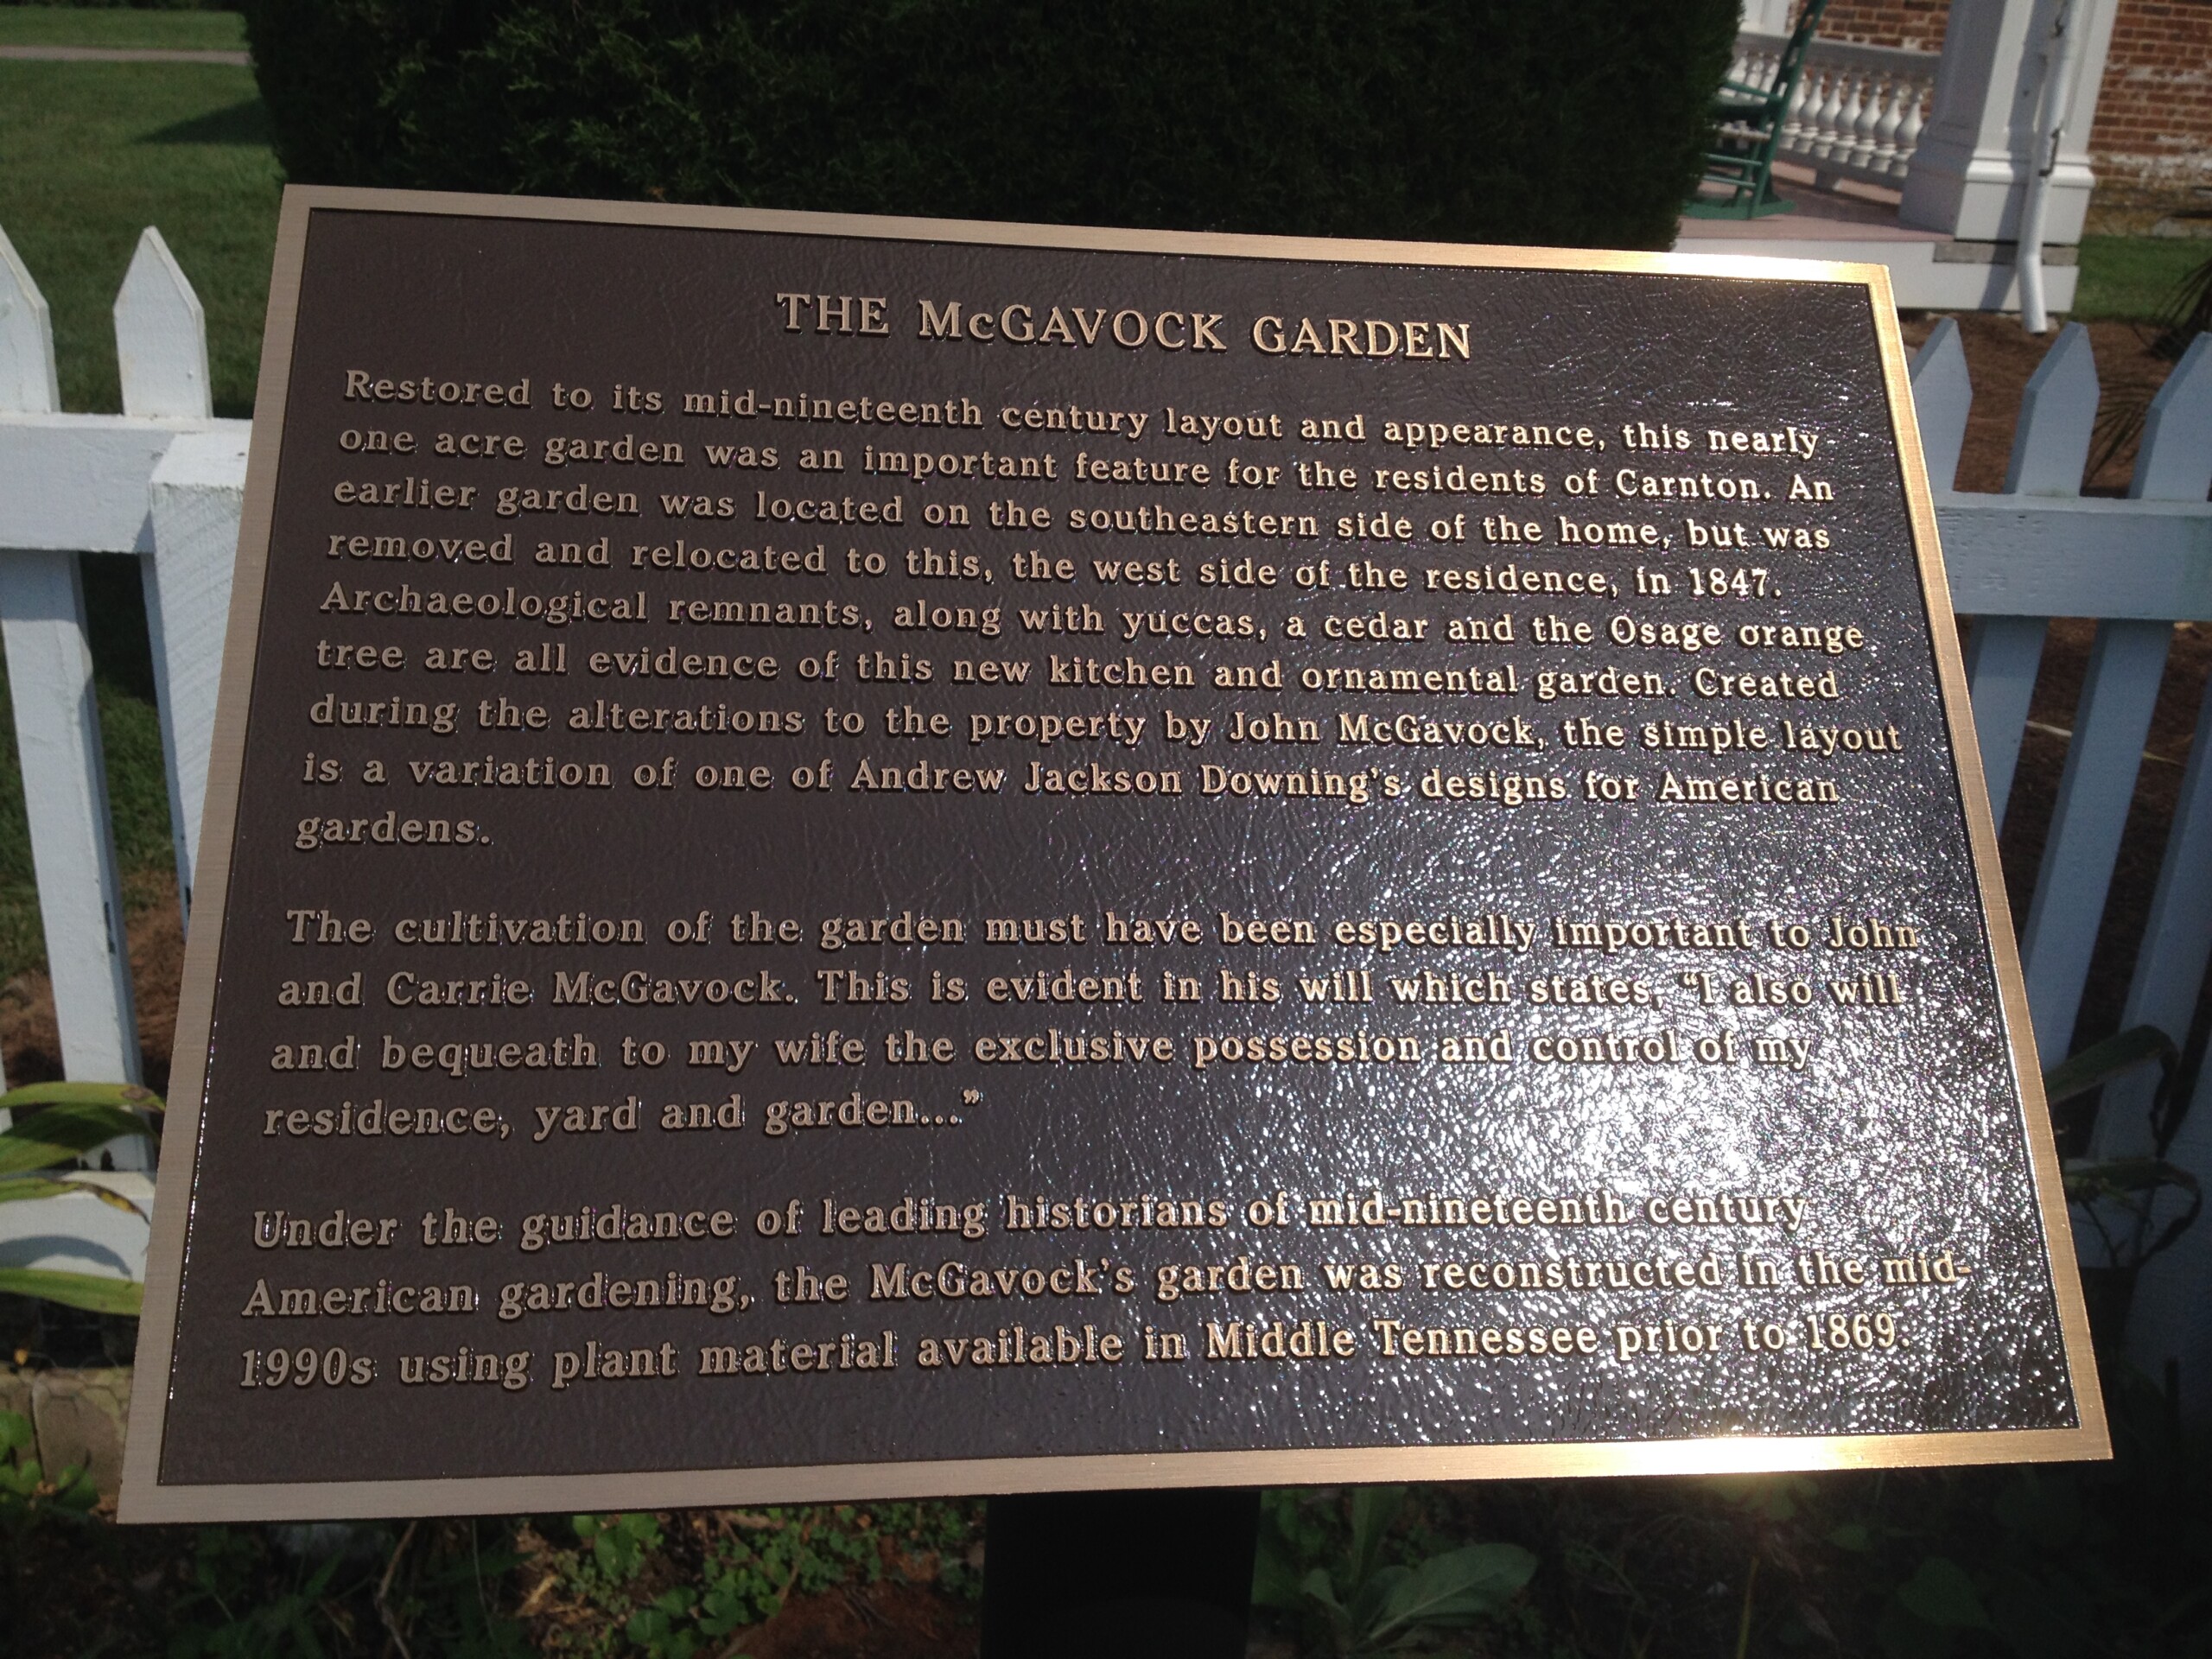 THE McGAVOCK GARDEN
Restored to its mid-nineteenth century layout and appearance, this nearly
one acre garden was an important feature for the residents of Carnton. An
earlier garden was located on the southeastern side of the home, but was
removed and relocated to this, the west side of the residence, in 1847.
Archaeological remnants, along with yuccas, a cedar and the Osage orange
tree are all evidence of this new kitchen and ornamental garden. Created
during the alterations to the property by John McGavock, the simple layout
is a variation of one of Andrew Jackson Downing's designs for American
gardens.
The cultivation of the garden must have been especially important to John
and Carrie McGavock. This is evident in his will which states, “I also will
and bequeath to my wife the exclusive possession and control of my
residence, yard and garden...”
Under the guidance of leading historians of mid-nineteenth century
American gardening, the McGavock's garden was reconstructed in the mid-
1990s using plant material available in Middle Tennessee prior to 1869.